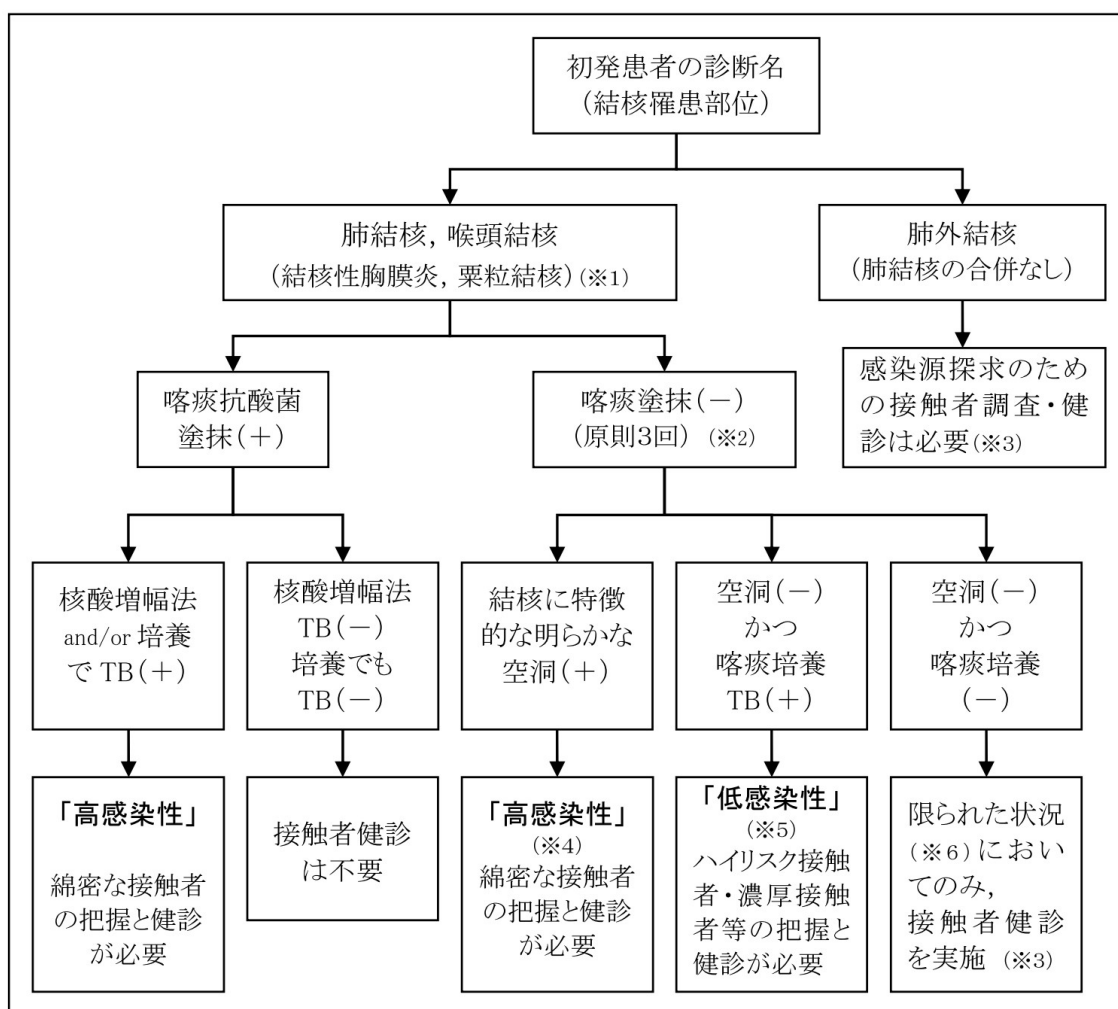 初発患者の診断名
(結核罹患部位)
肺結核, 喉頭結核
(結核性胸膜炎, 粟粒結核)(※1)
肺外結核
(肺結核の合併なし)
喀痰抗酸菌
塗抹(+)
喀痰塗抹(-)
(原則3回) (※2)
感染源探求のため
の接触者調査・健
診は必要(※3)
核酸増幅法
and/or 培養
で TB(+)
核酸増幅法
TB(-)
培養でも
TB(-)
結核に特徴
的な明らかな
空洞(+)
空洞(-)
かつ
喀痰培養
TB(+)
空洞(-)
かつ
喀痰培養
(-)
「高感染性」
綿密な接触者
の把握と健診
が必要
接触者健診
は不要
「高感染性」
(※4)
綿密な接触者
の把握と健診
が必要
「低感染性」
(※5)
ハイリスク接触
者・濃厚接触
者等の把握と
健診が必要
限られた状況
(※6)におい
てのみ,
接触者健診
を実施 (※3)